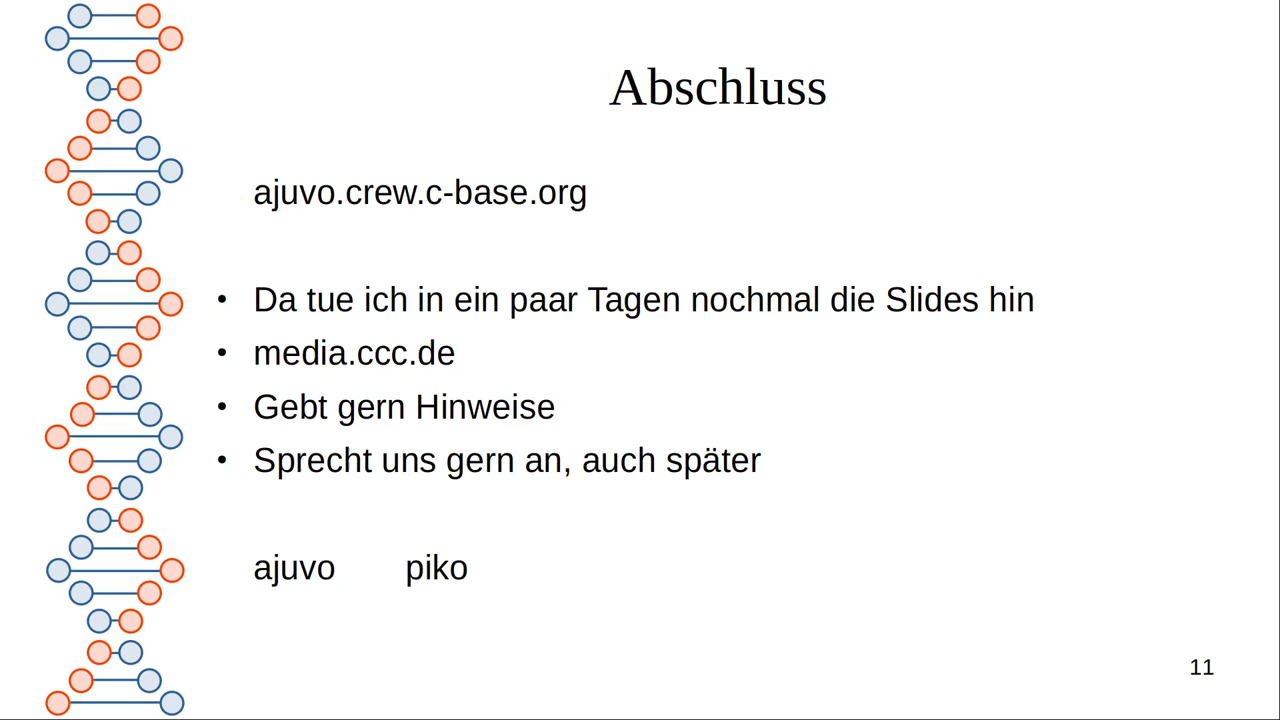 Abschluss
ajuvo.crew.c-base.org
• Da tue ich in ein paar Tagen nochmal die Slides hin
• media.ccc.de
• Gebt gern Hinweise
• Sprecht uns gern an, auch später
ajuvo piko
11